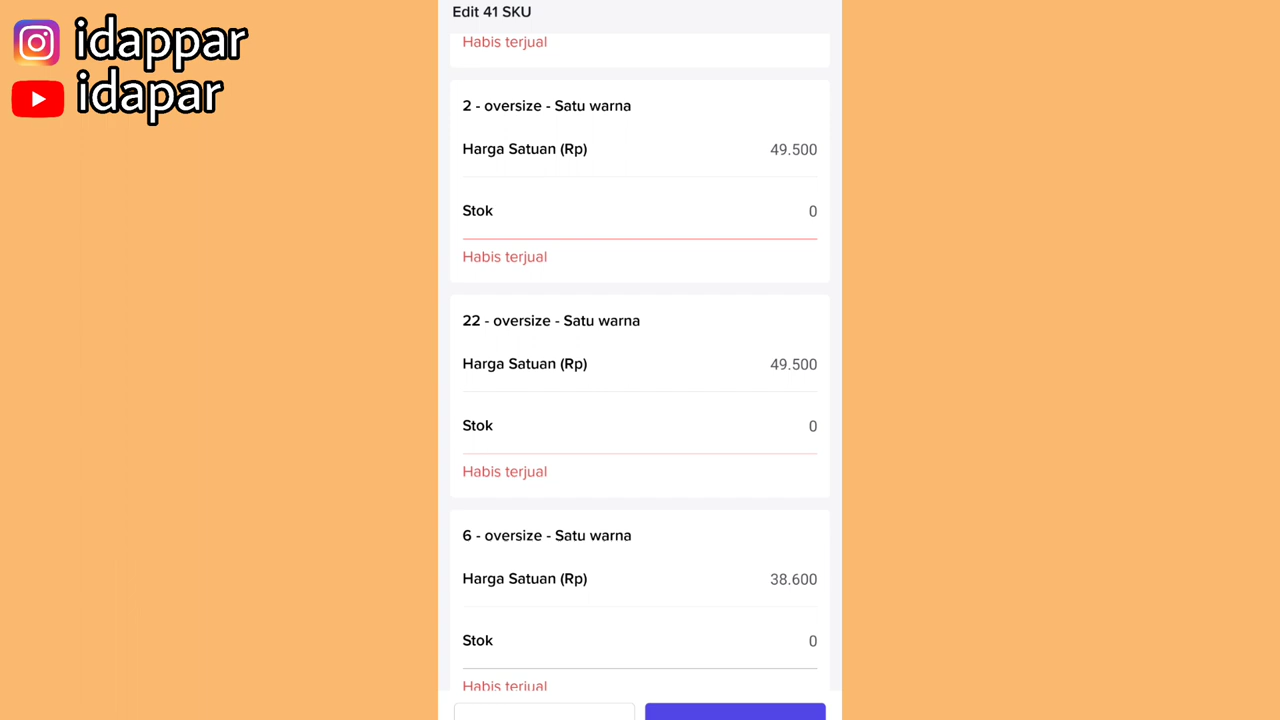 idappar
idapar
Edit 41 SKU
Habis terjual
2 - oversize - Satu warna
Harga Satuan (Rp) 49.500
Stok 0
Habis terjual
22 - oversize - Satu warna
Harga Satuan (Rp) 49.500
Stok 0
Habis terjual
6 - oversize - Satu warna
Harga Satuan (Rp) 38.600
Stok 0
Habis terjual